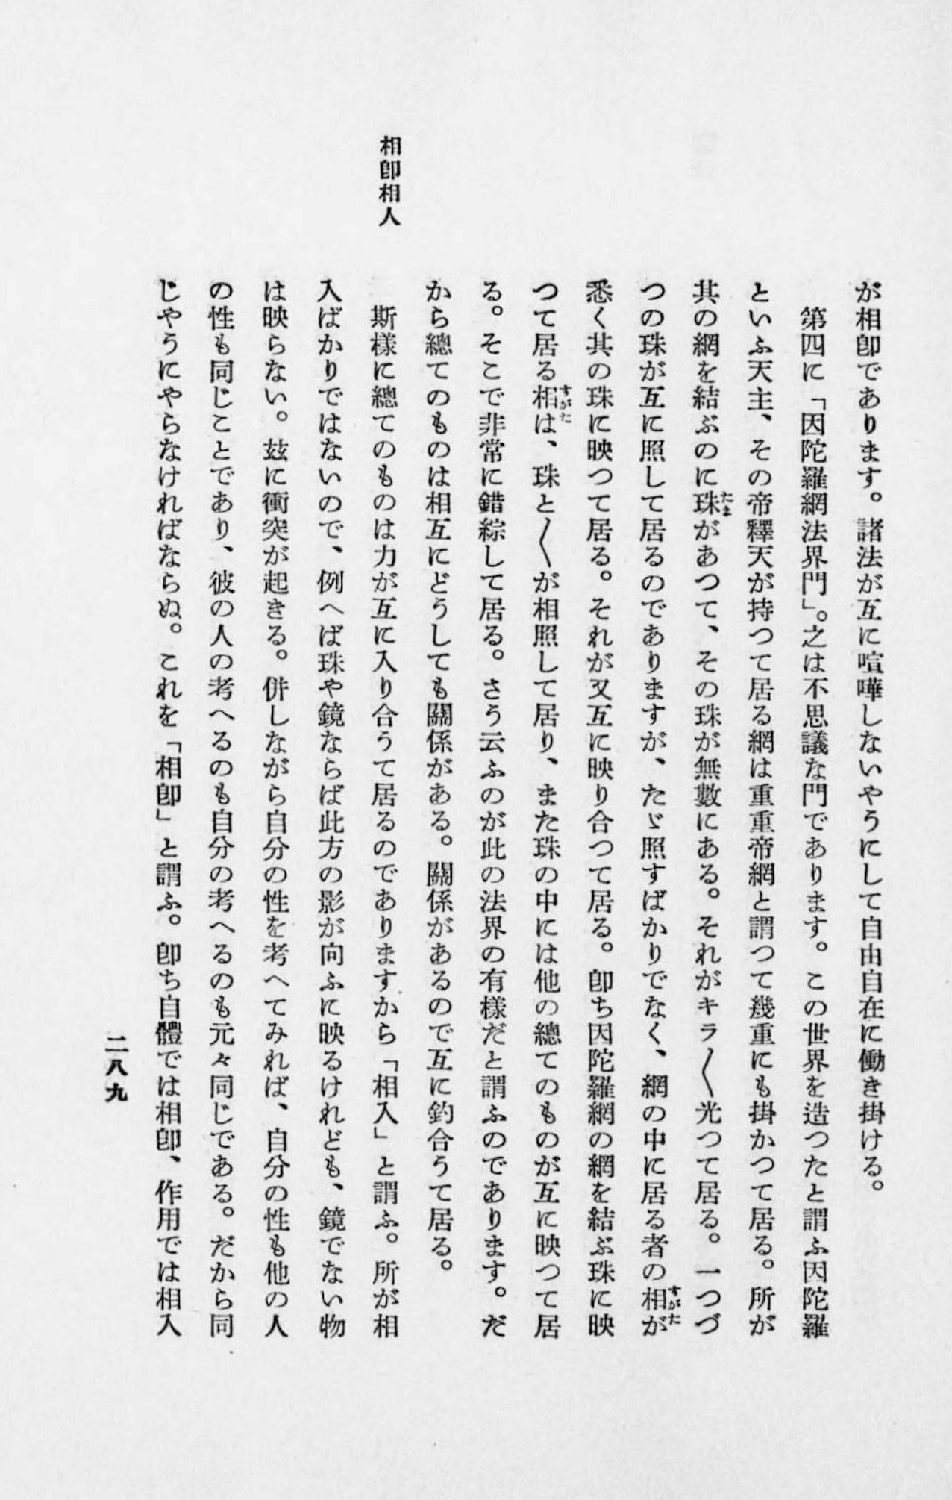 が相卽であります。諸法が互に喧嘩しないやうにして自由自在に働き掛ける。
第四に「因陀羅網法界門」。之は不思議な門であります。この世界を造つたと謂ふ因陀羅
といふ天主、その帝釋天が持つて居る網は重重帝網と謂つて幾重にも掛かつて居る。所が
其の網を結ぶのに珠たまがあつて、その珠が無數にある。それがキラ〱光つて居る。一つづ
つの珠が互に照して居るのでありますが、たゞ照すばかりでなく、網の中に居る者の相すがたが
悉く其の珠に映つて居る。それが又互に映り合つて居る。卽ち因陀羅網の網を結ぶ珠に映
つて居る相すがたは、珠と〱が相照して居り、また珠の中には他の總てのものが互に映つて居
る。そこで非常に錯綜して居る。さう云ふのが此の法界の有樣だと謂ふのであります。だ
から總てのものは相互にどうしても關係がある。關係があるので互に釣合うて居る。
相卽相人
斯樣に總てのものは力が互に入り合うて居るのでありますから「相入」と謂ふ。所が相
入ばかりではないので、例へば珠や鏡ならば此方の影が向ふに映るけれども、鏡でない物
は映らない。玆に衝突が起きる。併しながら自分の性を考へてみれば、自分の性も他の人
の性も同じことであり、彼の人の考へるのも自分の考へるのも元々同じである。だから同
じやうにやらなければならぬ。これを「相卽」と謂ふ。卽ち自體では相卽、作用では相入
二八九